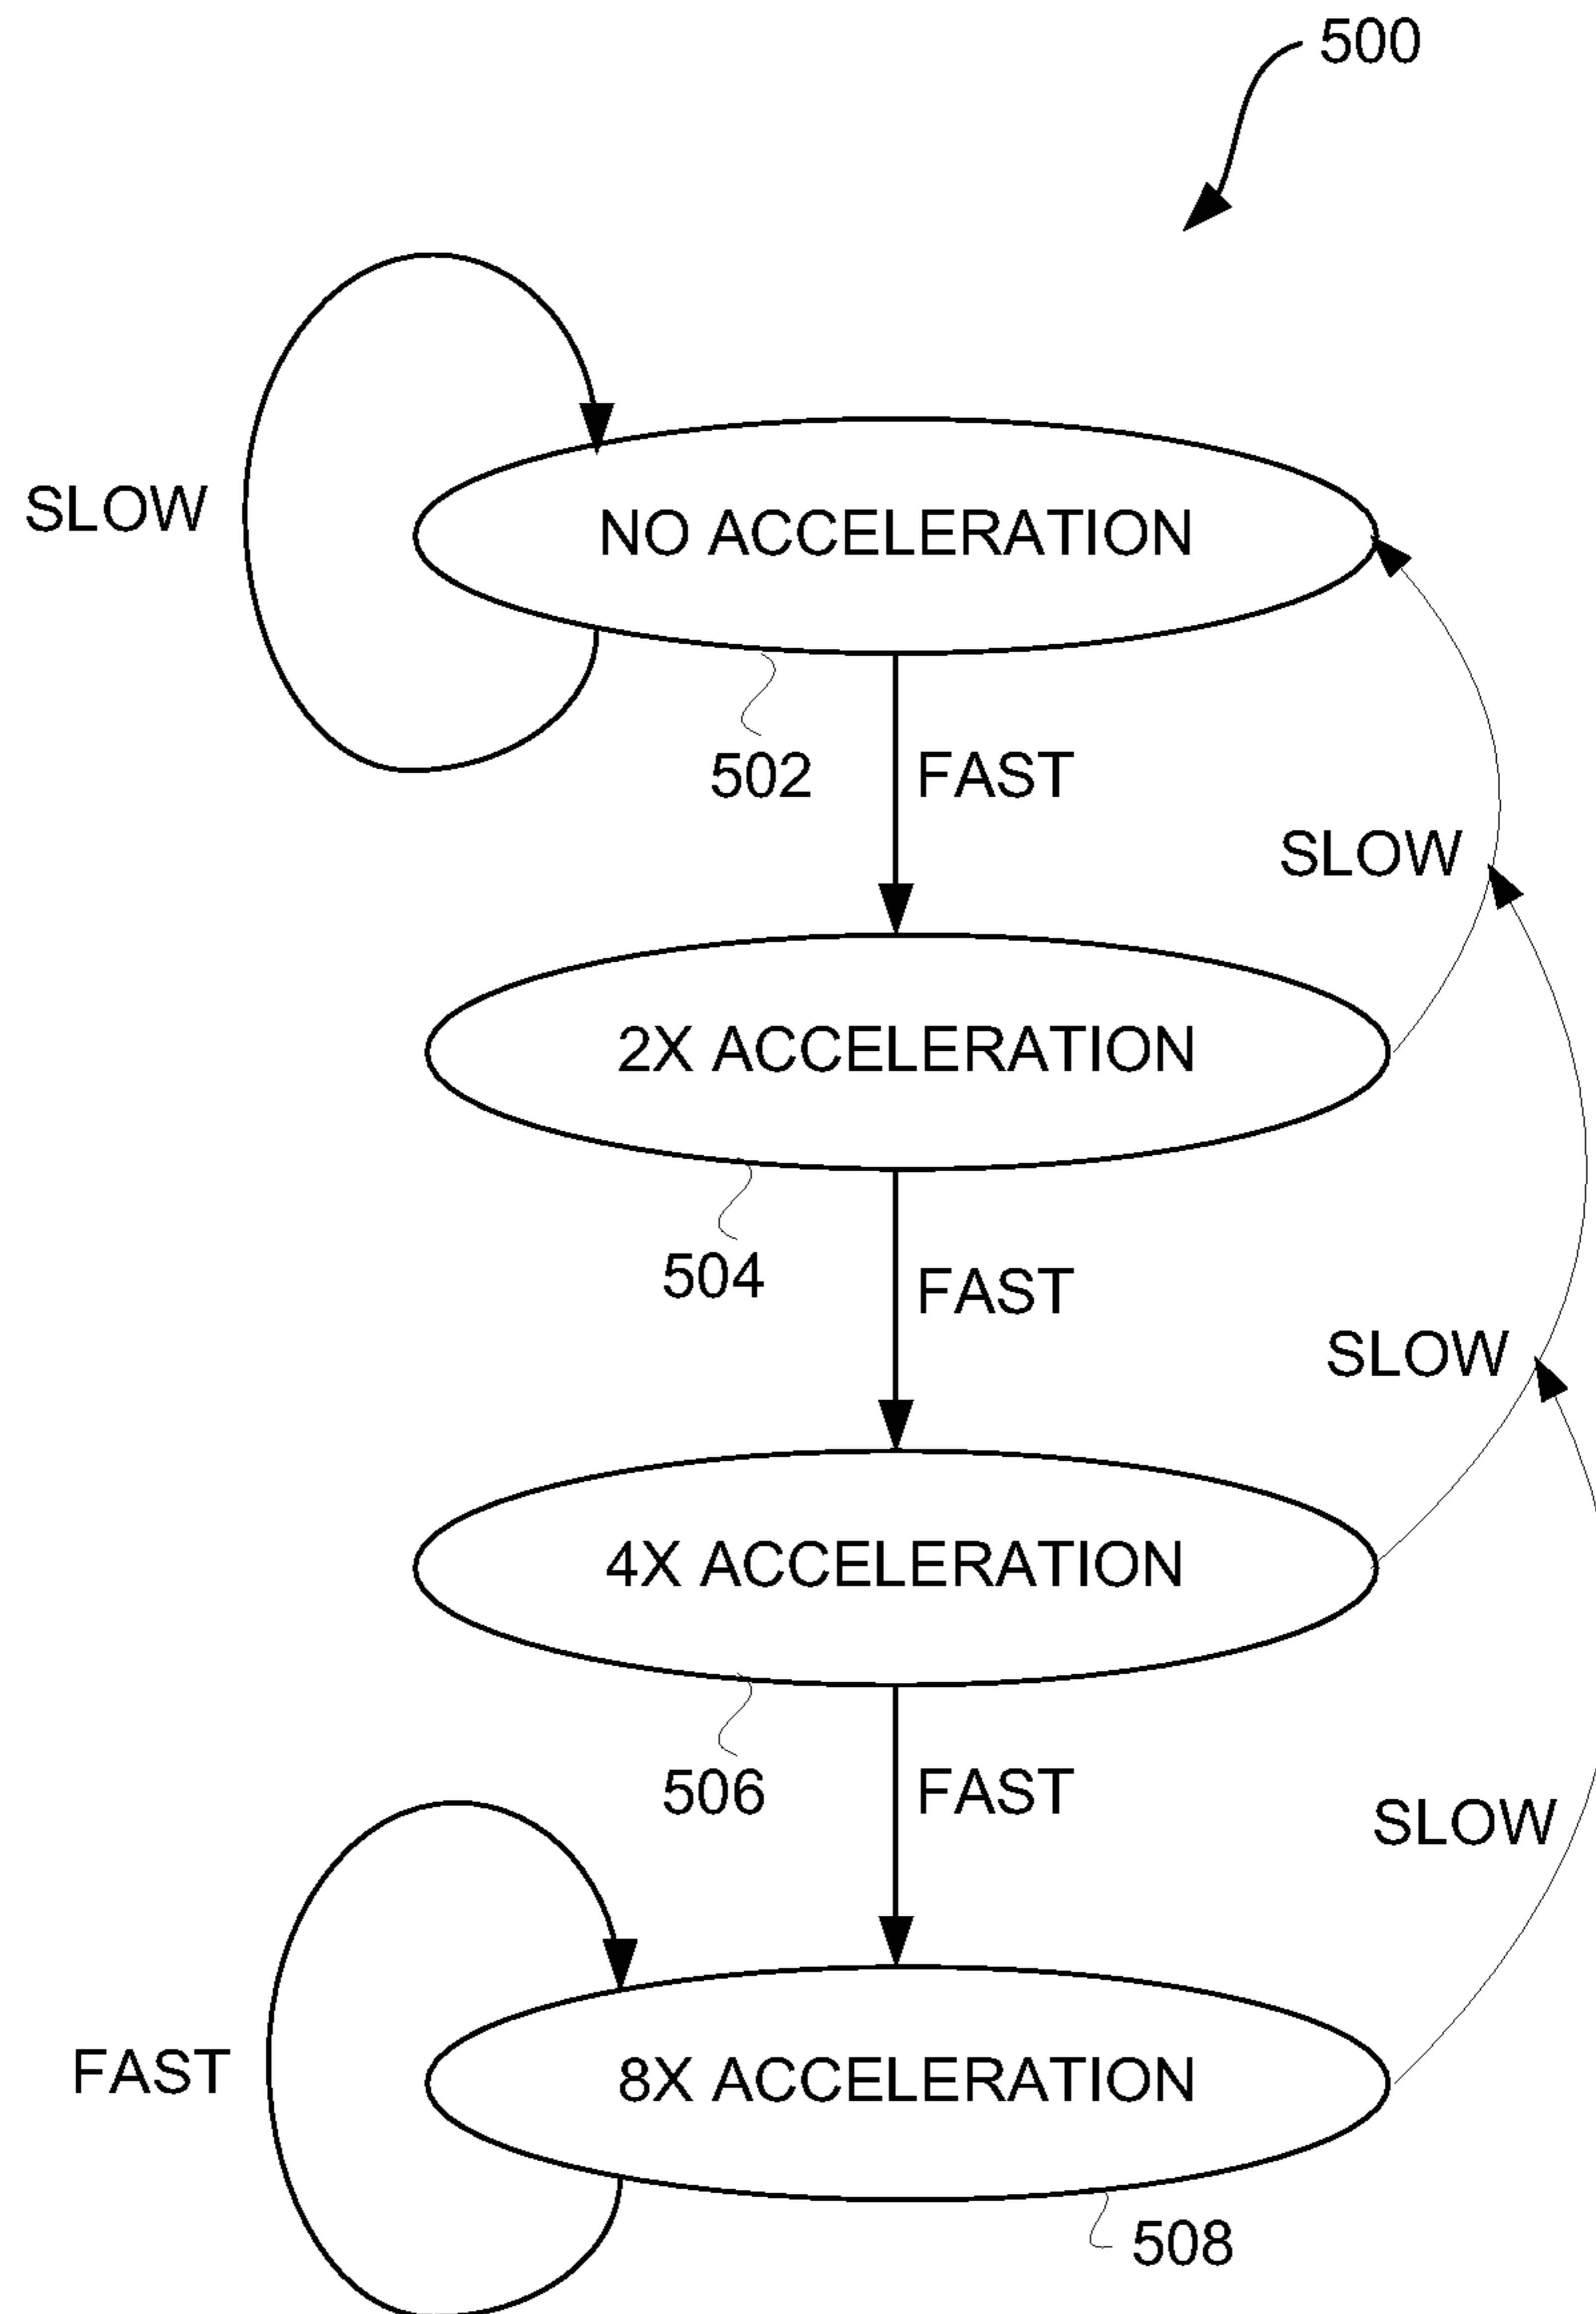 500
SLOW
NO ACCELERATION
502
FAST
SLOW
2X ACCELERATION
504
FAST
SLOW
4X ACCELERATION
506
FAST
SLOW
FAST
8X ACCELERATION
508